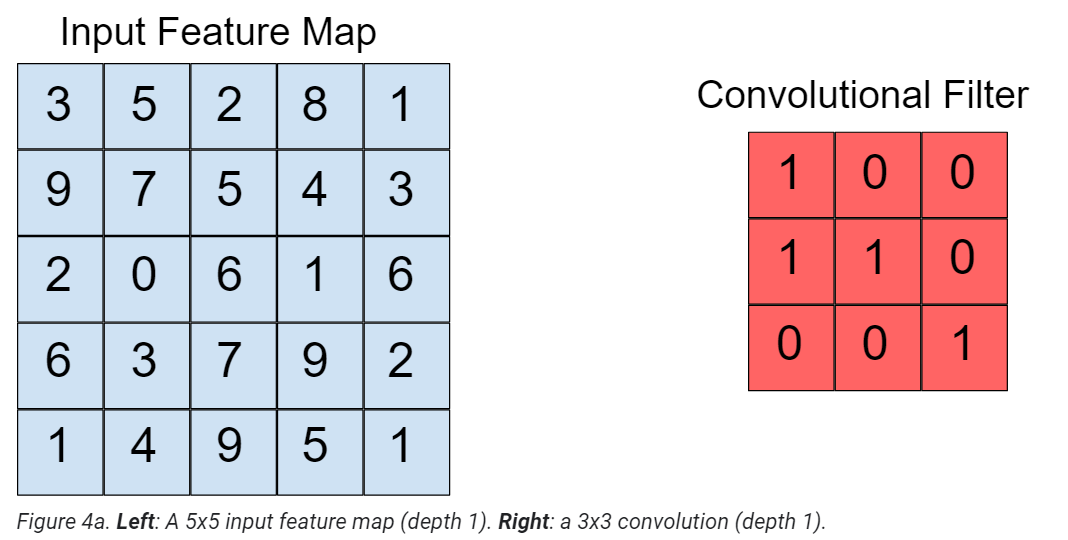 Input Feature Map
3 5 2 8 1
9 7 5 4 3
2 0 6 1 6
6 3 7 9 2
1 4 9 5 1
Convolutional Filter
1 0 0
1 1 0
0 0 1
Figure 4a. Left: A 5x5 input feature map (depth 1). Right: a 3x3 convolution (depth 1).